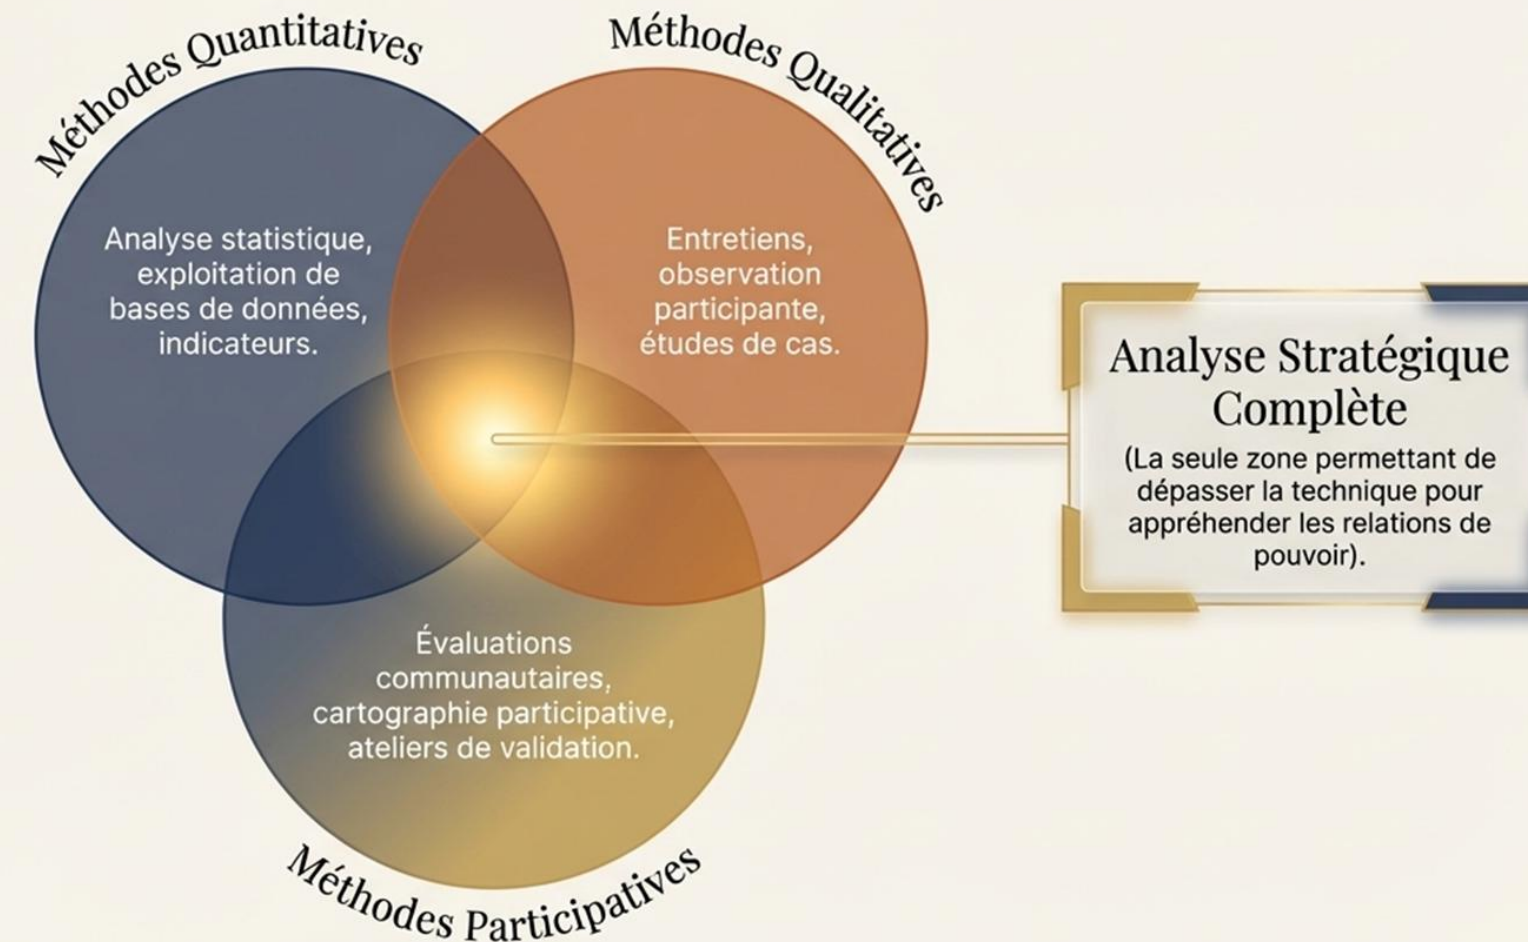 Méthodes Quantitatives
Analyse statistique,
exploitation de
bases de données,
indicateurs.
Méthodes Qualitatives
Entretiens,
observation
participante,
études de cas.
Évaluations
communautaires,
cartographie participative,
ateliers de validation.
Méthodes Participatives
Analyse Stratégique
Complète
(La seule zone permettant de
dépasser la technique pour
appréhender les relations de
pouvoir).